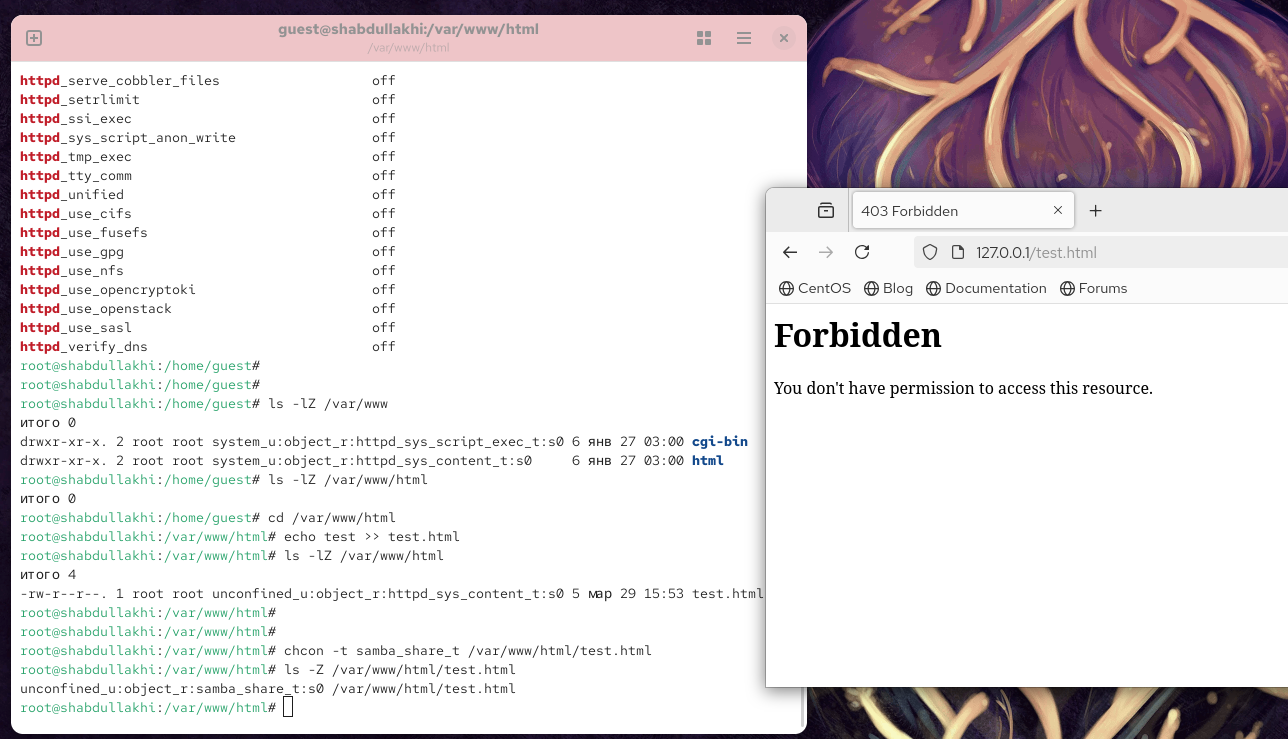 guest@shabdullakhi:/var/www/html
/var/www/html
httpd_serve_cobbler_files off
httpd_setrlimit off
httpd_ssi_exec off
httpd_sys_script_anon_write off
httpd_tmp_exec off
httpd_tty_comm off
httpd_unified off
httpd_use_cifs off
httpd_use_fusefs off
httpd_use_gpg off
httpd_use_nfs off
httpd_use_opencryptoki off
httpd_use_openstack off
httpd_use_sasl off
httpd_verify_dns off
root@shabdullakhi:/home/guest#
root@shabdullakhi:/home/guest#
root@shabdullakhi:/home/guest# ls -lZ /var/www
итого 0
drwxr-xr-x. 2 root root system_u:object_r:httpd_sys_script_exec_t:s0 6 янв 27 03:00 cgi-bin
drwxr-xr-x. 2 root root system_u:object_r:httpd_sys_content_t:s0 6 янв 27 03:00 html
root@shabdullakhi:/home/guest# ls -lZ /var/www/html
итого 0
root@shabdullakhi:/home/guest# cd /var/www/html
root@shabdullakhi:/var/www/html# echo test >> test.html
root@shabdullakhi:/var/www/html# ls -lZ /var/www/html
итого 4
-rw-r--r--. 1 root root unconfined_u:object_r:httpd_sys_content_t:s0 5 мар 29 15:53 test.html
root@shabdullakhi:/var/www/html#
root@shabdullakhi:/var/www/html#
root@shabdullakhi:/var/www/html# chcon -t samba_share_t /var/www/html/test.html
root@shabdullakhi:/var/www/html# ls -Z /var/www/html/test.html
unconfined_u:object_r:samba_share_t:s0 /var/www/html/test.html
root@shabdullakhi:/var/www/html#
403 Forbidden
127.0.0.1/test.html
CentOS Blog Documentation Forums
Forbidden
You don't have permission to access this resource.